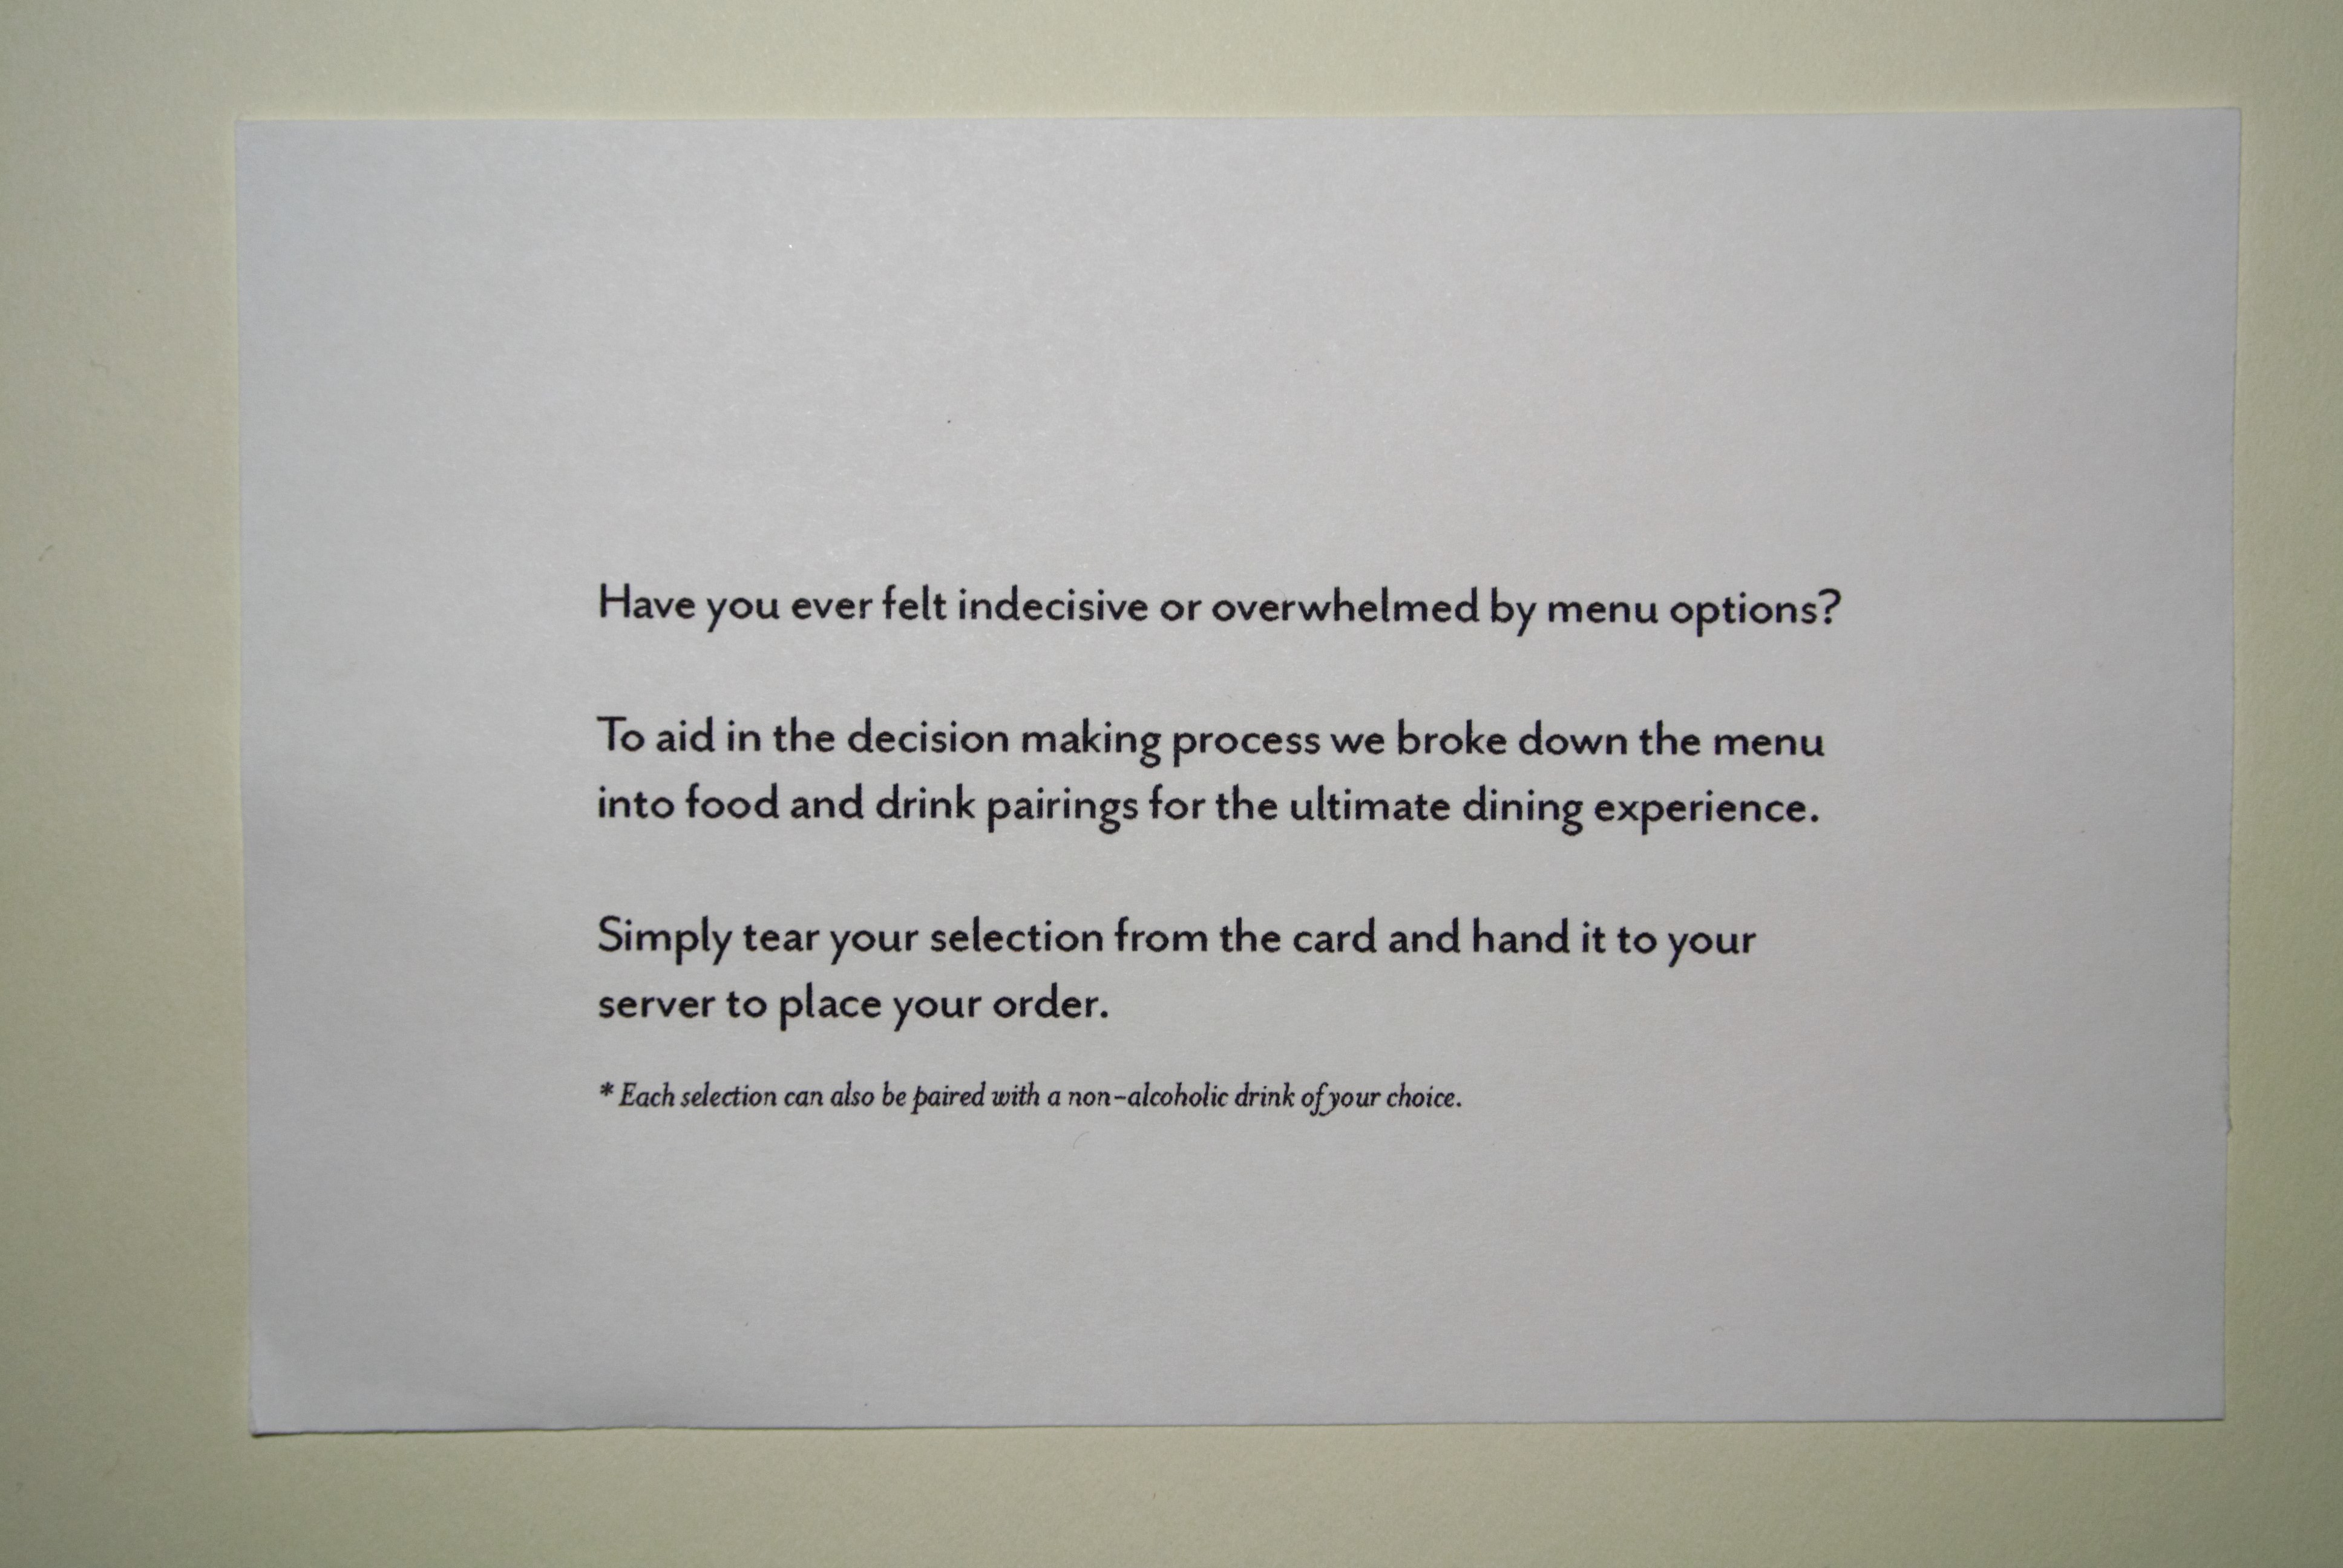 Have you ever felt indecisive or overwhelmed by menu options?
To aid in the decision making process we broke down the menu
into food and drink pairings for the ultimate dining experience.
Simply tear your selection from the card and hand it to your
server to place your order.
* Each selection can also be paired with a non-alcoholic drink of your choice.